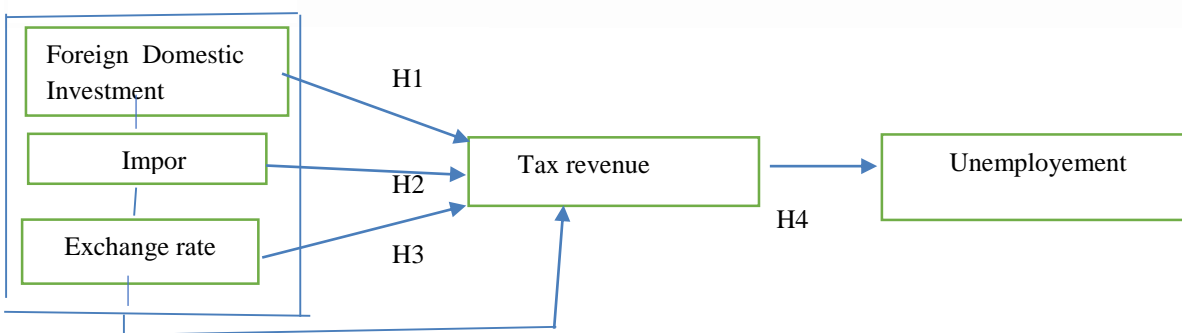 Foreign Domestic
Investment
H1
Impor
Tax revenue
Unemployement
H2
H4
Exchange rate
H3